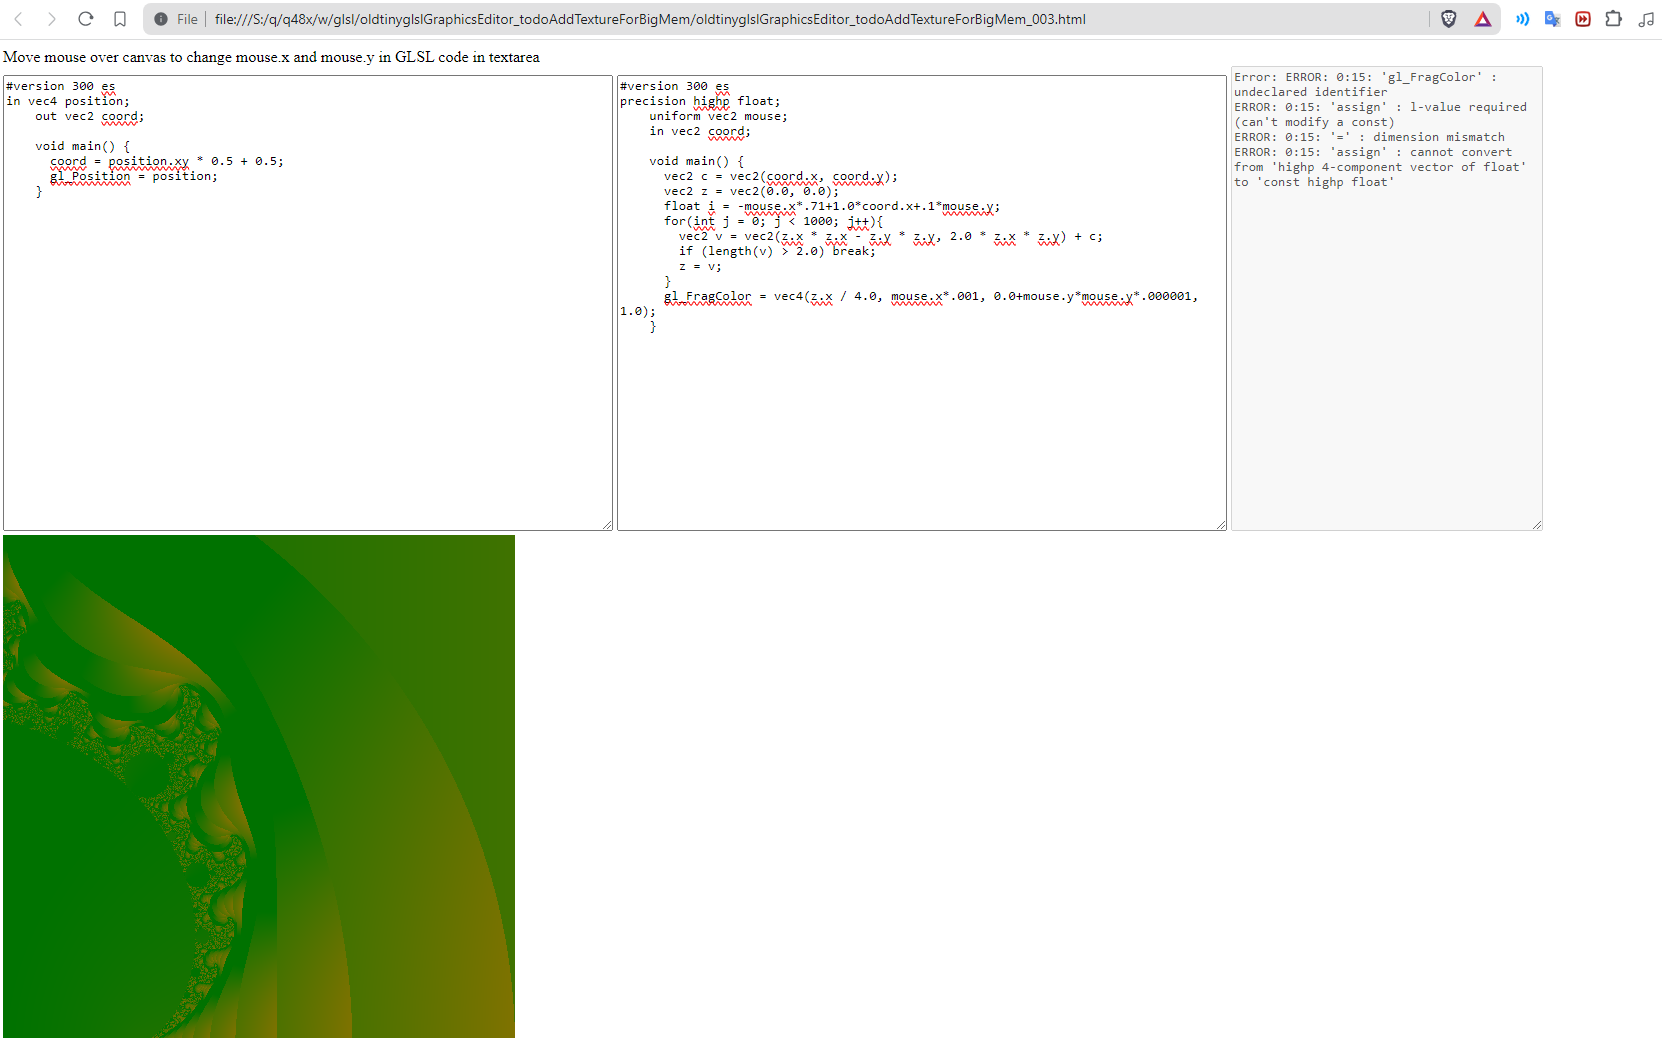 File file:///S:/q/q48x/w/glsl/oldtinyglslGraphicsEditor_todoAddTextureForBigMem/oldtinyglslGraphicsEditor_todoAddTextureForBigMem_003.html
Move mouse over canvas to change mouse.x and mouse.y in GLSL code in textarea
#version 300 es
in vec4 position;
out vec2 coord;
void main() {
coord = position.xy * 0.5 + 0.5;
gl_Position = position;
}
#version 300 es
precision highp float;
uniform vec2 mouse;
in vec2 coord;
void main() {
vec2 c = vec2(coord.x, coord.y);
vec2 z = vec2(0.0, 0.0);
float i = -mouse.x*.71+1.0*coord.x+.1*mouse.y;
for(int j = 0; j < 1000; j++){
vec2 v = vec2(z.x * z.x - z.y * z.y, 2.0 * z.x * z.y) + c;
if (length(v) > 2.0) break;
z = v;
}
gl_FragColor = vec4(z.x / 4.0, mouse.x*.001, 0.0+mouse.y*mouse.y*.000001,
1.0);
}
Error: ERROR: 0:15: 'gl_FragColor' :
undeclared identifier
ERROR: 0:15: 'assign' : l-value required
(can't modify a const)
ERROR: 0:15: '=' : dimension mismatch
ERROR: 0:15: 'assign' : cannot convert
from 'highp 4-component vector of float'
to 'const highp float'